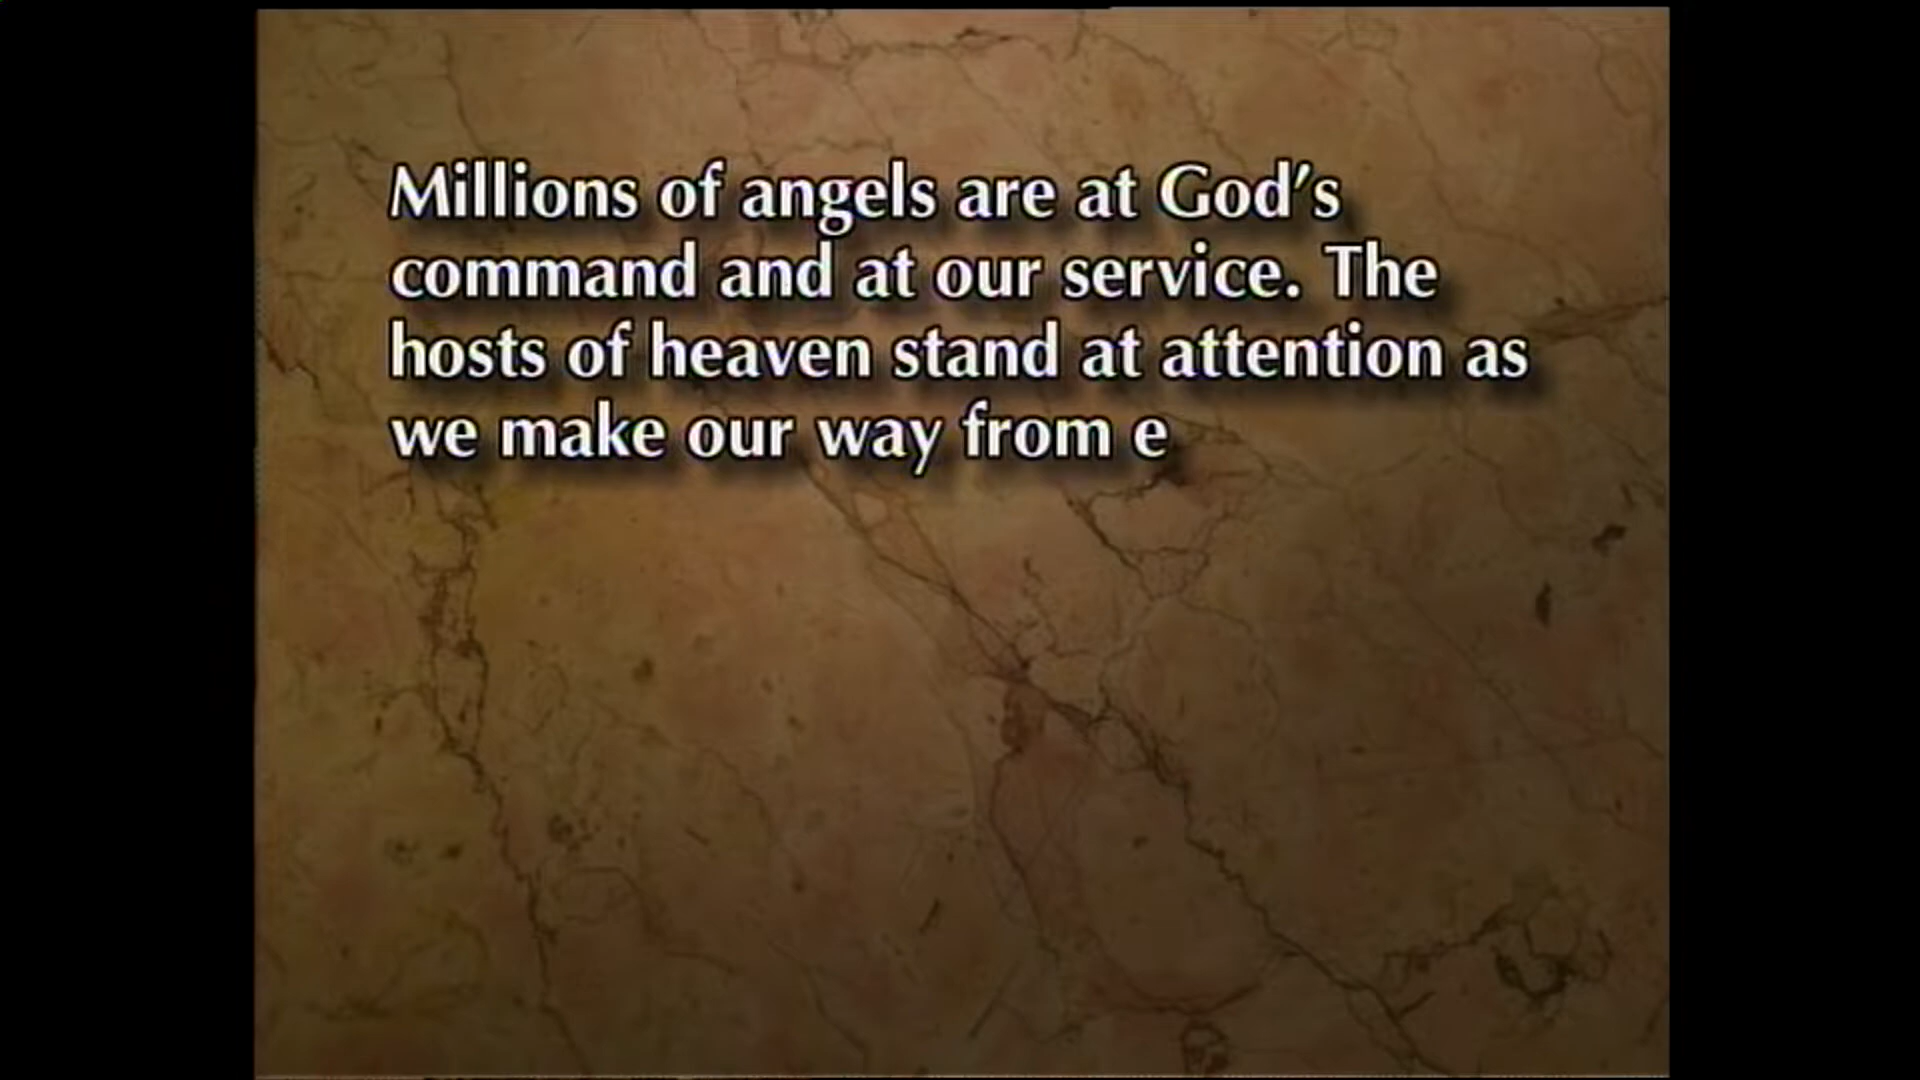 Millions of angels are at God's
command and at our service. The
hosts of heaven stand at attention as
we make our way from e